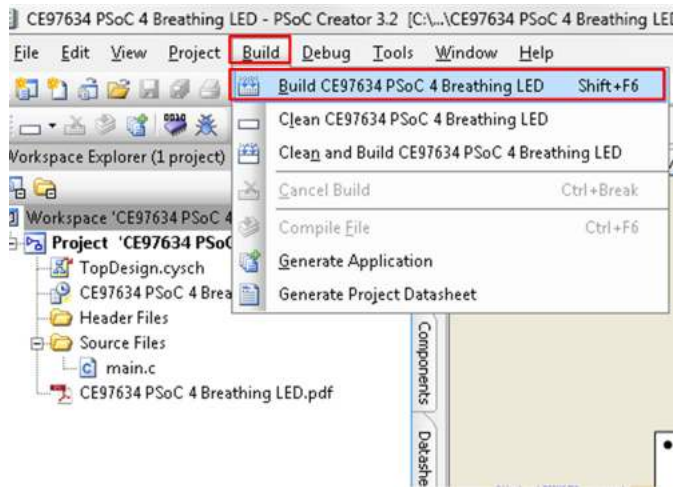 CE97634 PSoC 4 Breathing LED - PSoC Creator 3.2 [C:\...\CE97634 PSoC 4 Breathing LE
File Edit View Project Build Debug Tools Window Help
Build CE97634 PSoC 4 Breathing LED Shift+F6
Clean CE97634 PSoC 4 Breathing LED
Clean and Build CE97634 PSoC 4 Breathing LED
Cancel Build Ctrl+Break
Compile File Ctrl+F6
Generate Application
Generate Project Datasheet
Workspace Explorer (1 project)
Workspace 'CE97634 PSoC 4
Project 'CE97634 PSoC
TopDesign.cysch
CE97634 PSoC 4 Brea
Header Files
Source Files
main.c
CE97634 PSoC 4 Breathing LED.pdf
Components
Datashe